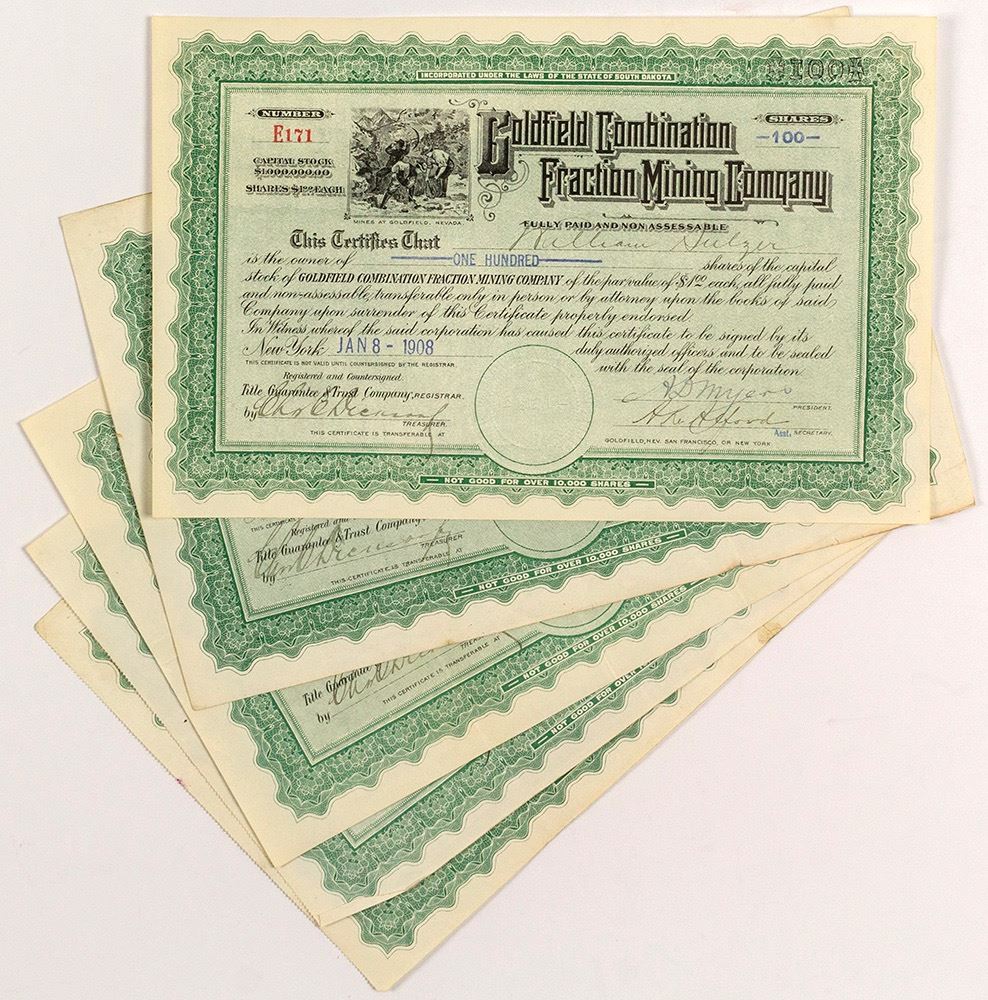 INCORPORATED UNDER THE LAWS OF THE STATE OF SOUTH DAKOTA
NUMBER
E171
CAPITAL STOCK
$1,000,000.00
SHARES $1.00 EACH
MINES AT GOLDFIELD, NEVADA.
Goldfield Combination
Fraction Mining Company
SHARES
-100-
FULLY PAID AND NON ASSESSABLE
This Certifies That William Sulzer
is the owner of ONE HUNDRED shares of the capital
stock of GOLDFIELD COMBINATION FRACTION MINING COMPANY of the par value of $1.00 each, all fully paid
and non-assessable, transferable only in person, or by attorney upon the books of said
Company upon surrender of this Certificate properly endorsed.
In Witness whereof the said corporation has caused this certificate to be signed by its
New York JAN 8 - 1908 duly authorized officers and to be sealed
with the seal of the corporation
THIS CERTIFICATE IS NOT VALID UNTIL COUNTERSIGNED BY THE REGISTRAR.
Registered and Countersigned.
Title Guarantee & Trust Company, REGISTRAR.
by
TREASURER.
THIS CERTIFICATE IS TRANSFERABLE AT
A D Myers
PRESIDENT.
Asst. SECRETARY.
GOLDFIELD, NEV. SAN FRANCISCO, OR NEW YORK
NOT GOOD FOR OVER 10,000 SHARES
THIS CERTIFICATE
Registered and
Title Guarantee & Trust Company,
by
TREASURER
THIS CERTIFICATE IS TRANSFERABLE AT
NOT GOOD FOR OVER 10,000 SHARES
Title Guarantee
by
THIS CERTIFICATE IS TRANSFERABLE AT
NOT GOOD FOR OVER 10,000 SHARES
NOT GOOD FOR OVER